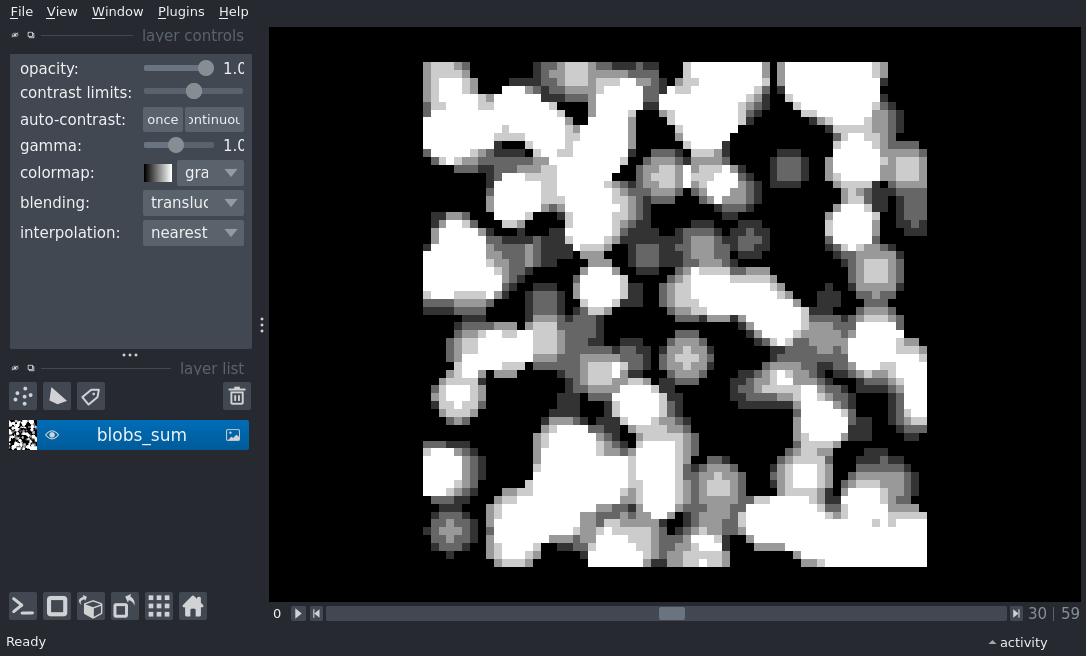 File View Window Plugins Help
layer controls
opacity: 1.0
contrast limits:
auto-contrast: once ontinuou
gamma: 1.0
colormap: gra
blending: transluc
interpolation: nearest
layer list
blobs_sum
0 30 | 59
Ready activity